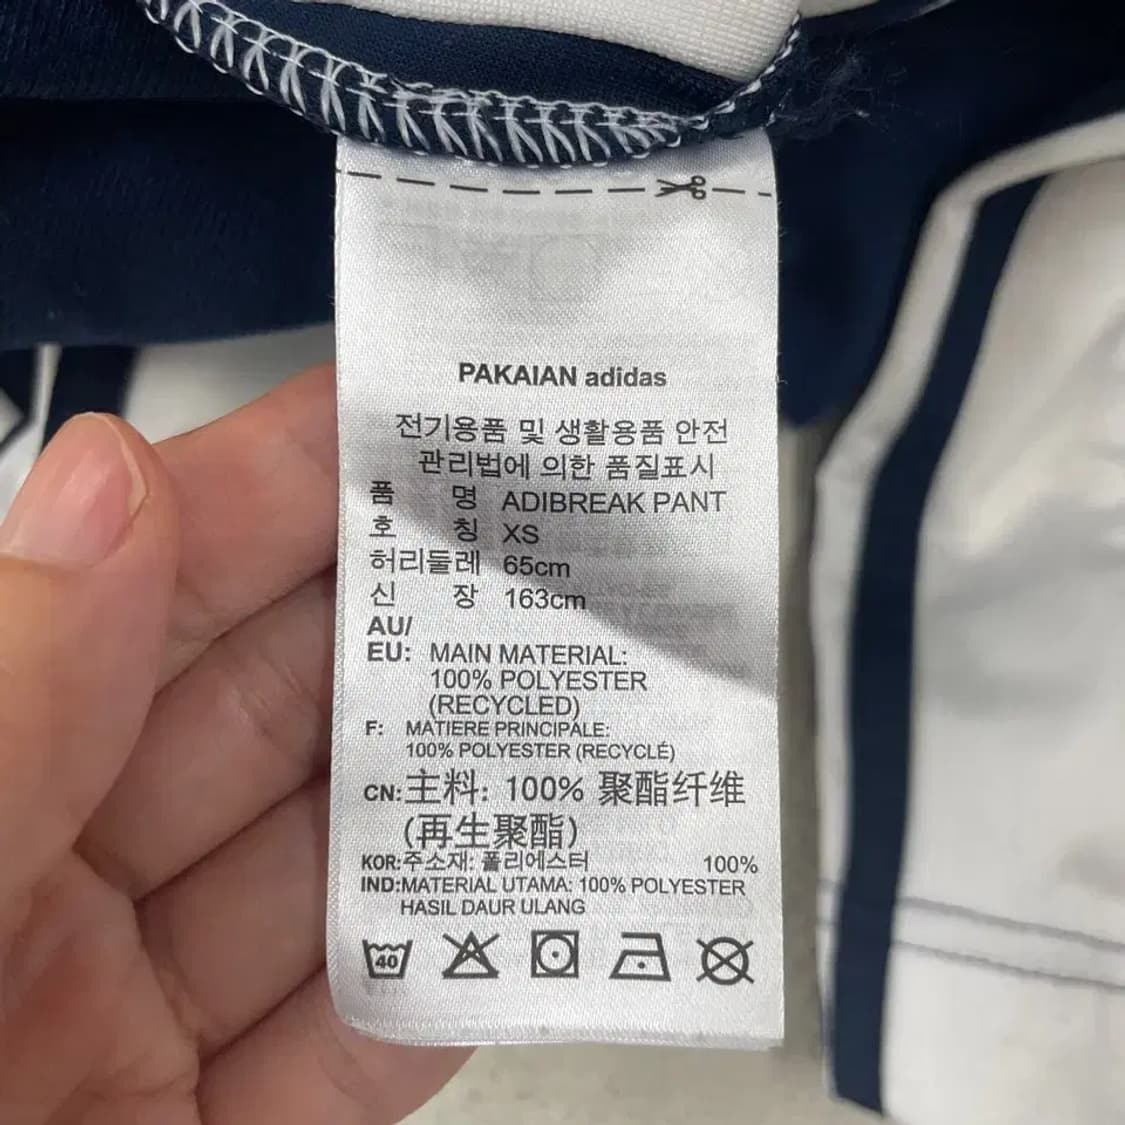 PAKAIAN adidas
전기용품 및 생활용품 안전
관리법에 의한 품질표시
품 명 ADIBREAK PANT
호 칭 XS
허리둘레 65cm
신 장 163cm
AU/
EU: MAIN MATERIAL:
100% POLYESTER
(RECYCLED)
F: MATIERE PRINCIPALE:
100% POLYESTER (RECYCLÉ)
CN:主料: 100% 聚酯纤维
(再生聚酯)
KOR:주소재: 폴리에스터 100%
IND:MATERIAL UTAMA: 100% POLYESTER
HASIL DAUR ULANG
40